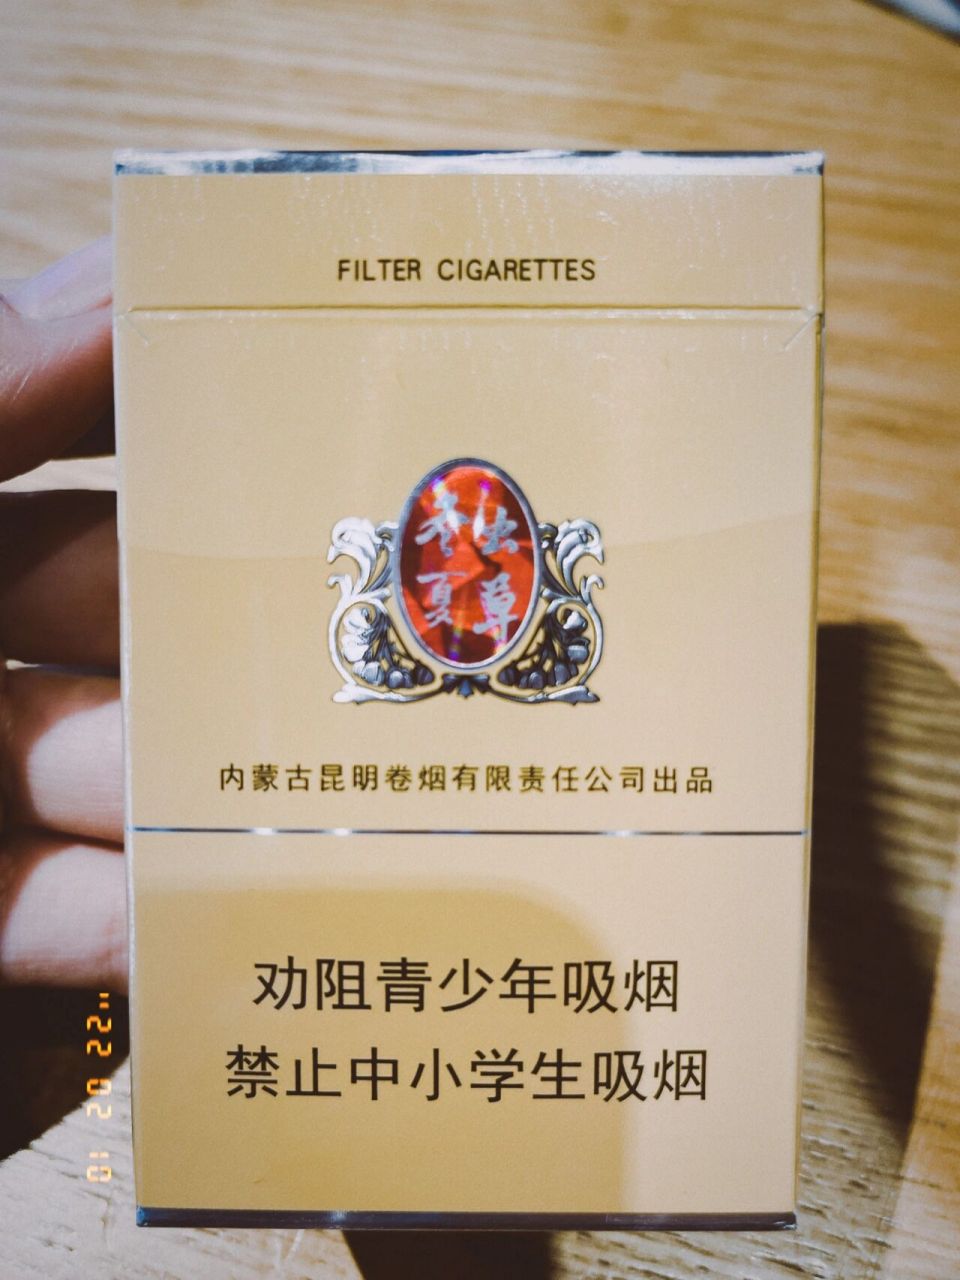 FILTER CIGARETTES
冬虫
夏草
内蒙古昆明卷烟有限责任公司出品
劝阻青少年吸烟
禁止中小学生吸烟
"22 02 10